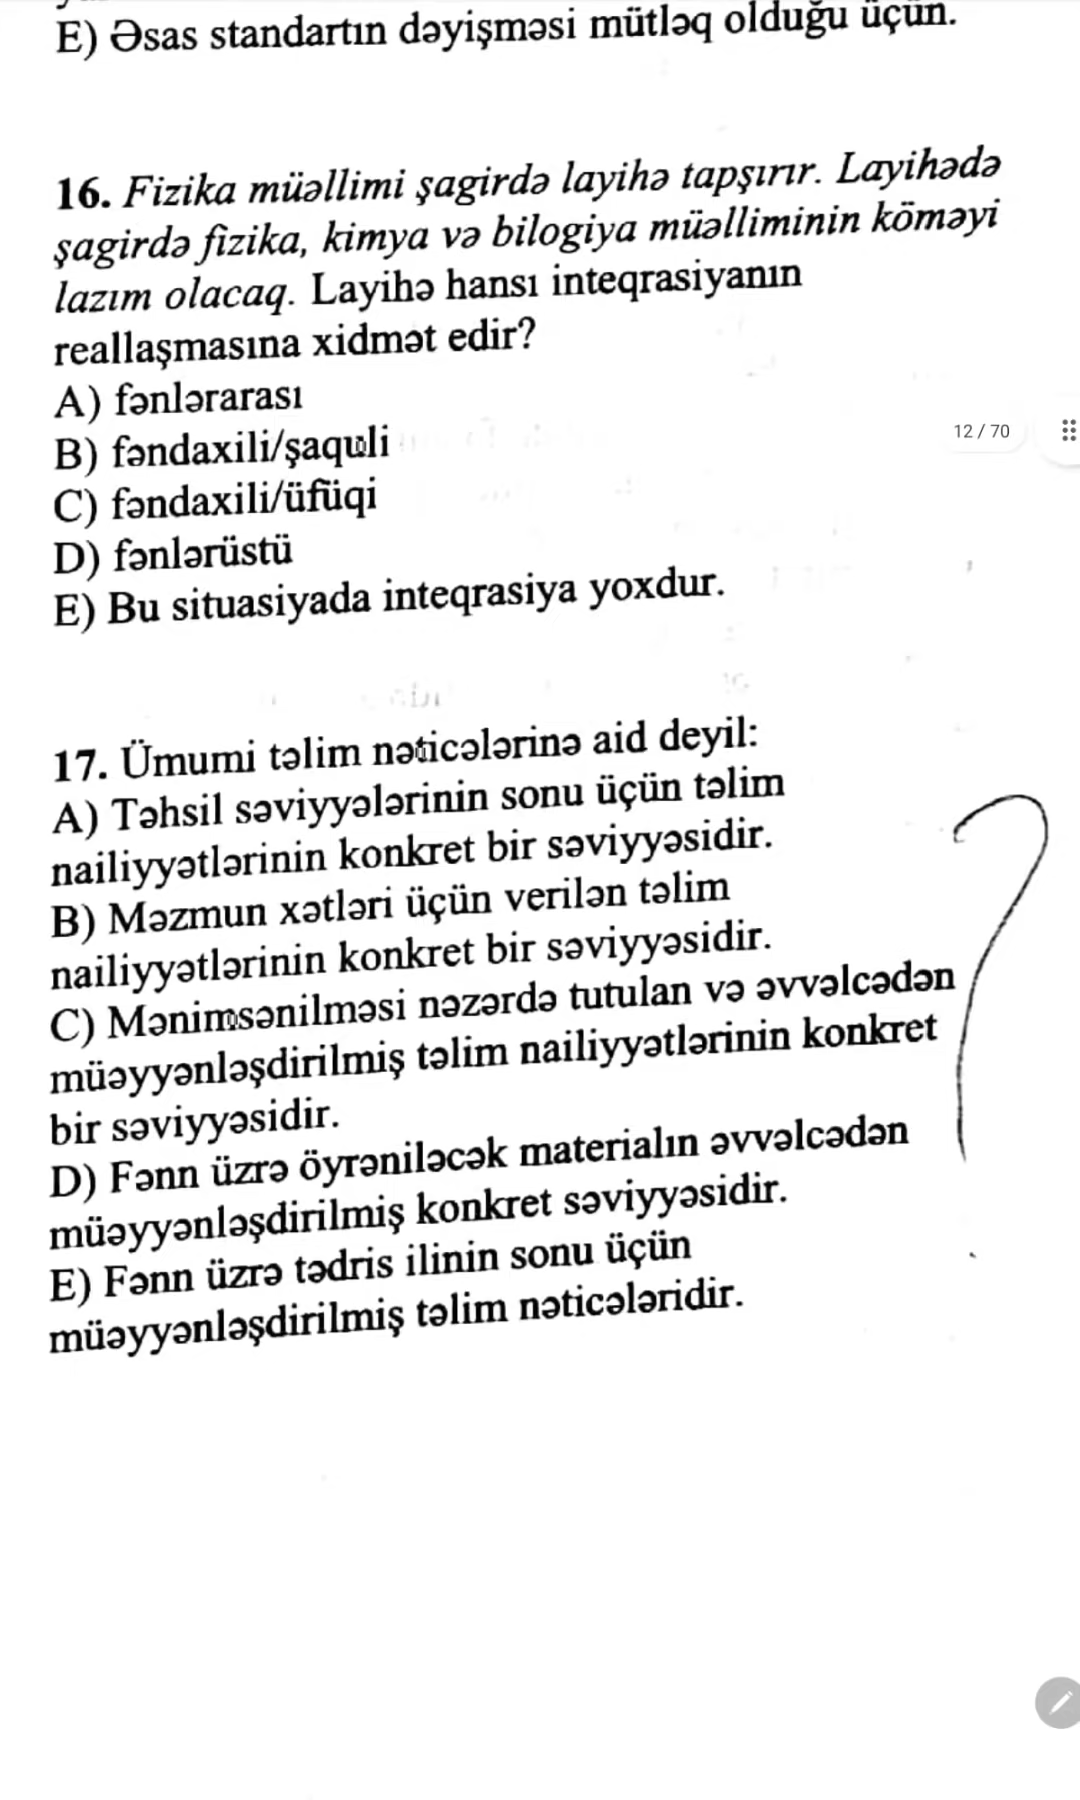 E) Əsas standartın dəyişməsi mütləq olduğu üçün.
16. Fizika müəllimi şagirdə layihə tapşırır. Layihədə
şagirdə fizika, kimya və bilogiya müəlliminin köməyi
lazım olacaq. Layihə hansı inteqrasiyanın
reallaşmasına xidmət edir?
A) fənlərarası
B) fəndaxili/şaquli
12 / 70
C) fəndaxili/üfüqi
D) fənlərüstü
E) Bu situasiyada inteqrasiya yoxdur.
17. Ümumi təlim nəticələrinə aid deyil:
A) Təhsil səviyyələrinin sonu üçün təlim
nailiyyətlərinin konkret bir səviyyəsidir.
B) Məzmun xətləri üçün verilən təlim
nailiyyətlərinin konkret bir səviyyəsidir.
C) Mənimsənilməsi nəzərdə tutulan və əvvəlcədən
müəyyənləşdirilmiş təlim nailiyyətlərinin konkret
bir səviyyəsidir.
D) Fənn üzrə öyrəniləcək materialın əvvəlcədən
müəyyənləşdirilmiş konkret səviyyəsidir.
E) Fənn üzrə tədris ilinin sonu üçün
müəyyənləşdirilmiş təlim nəticələridir.